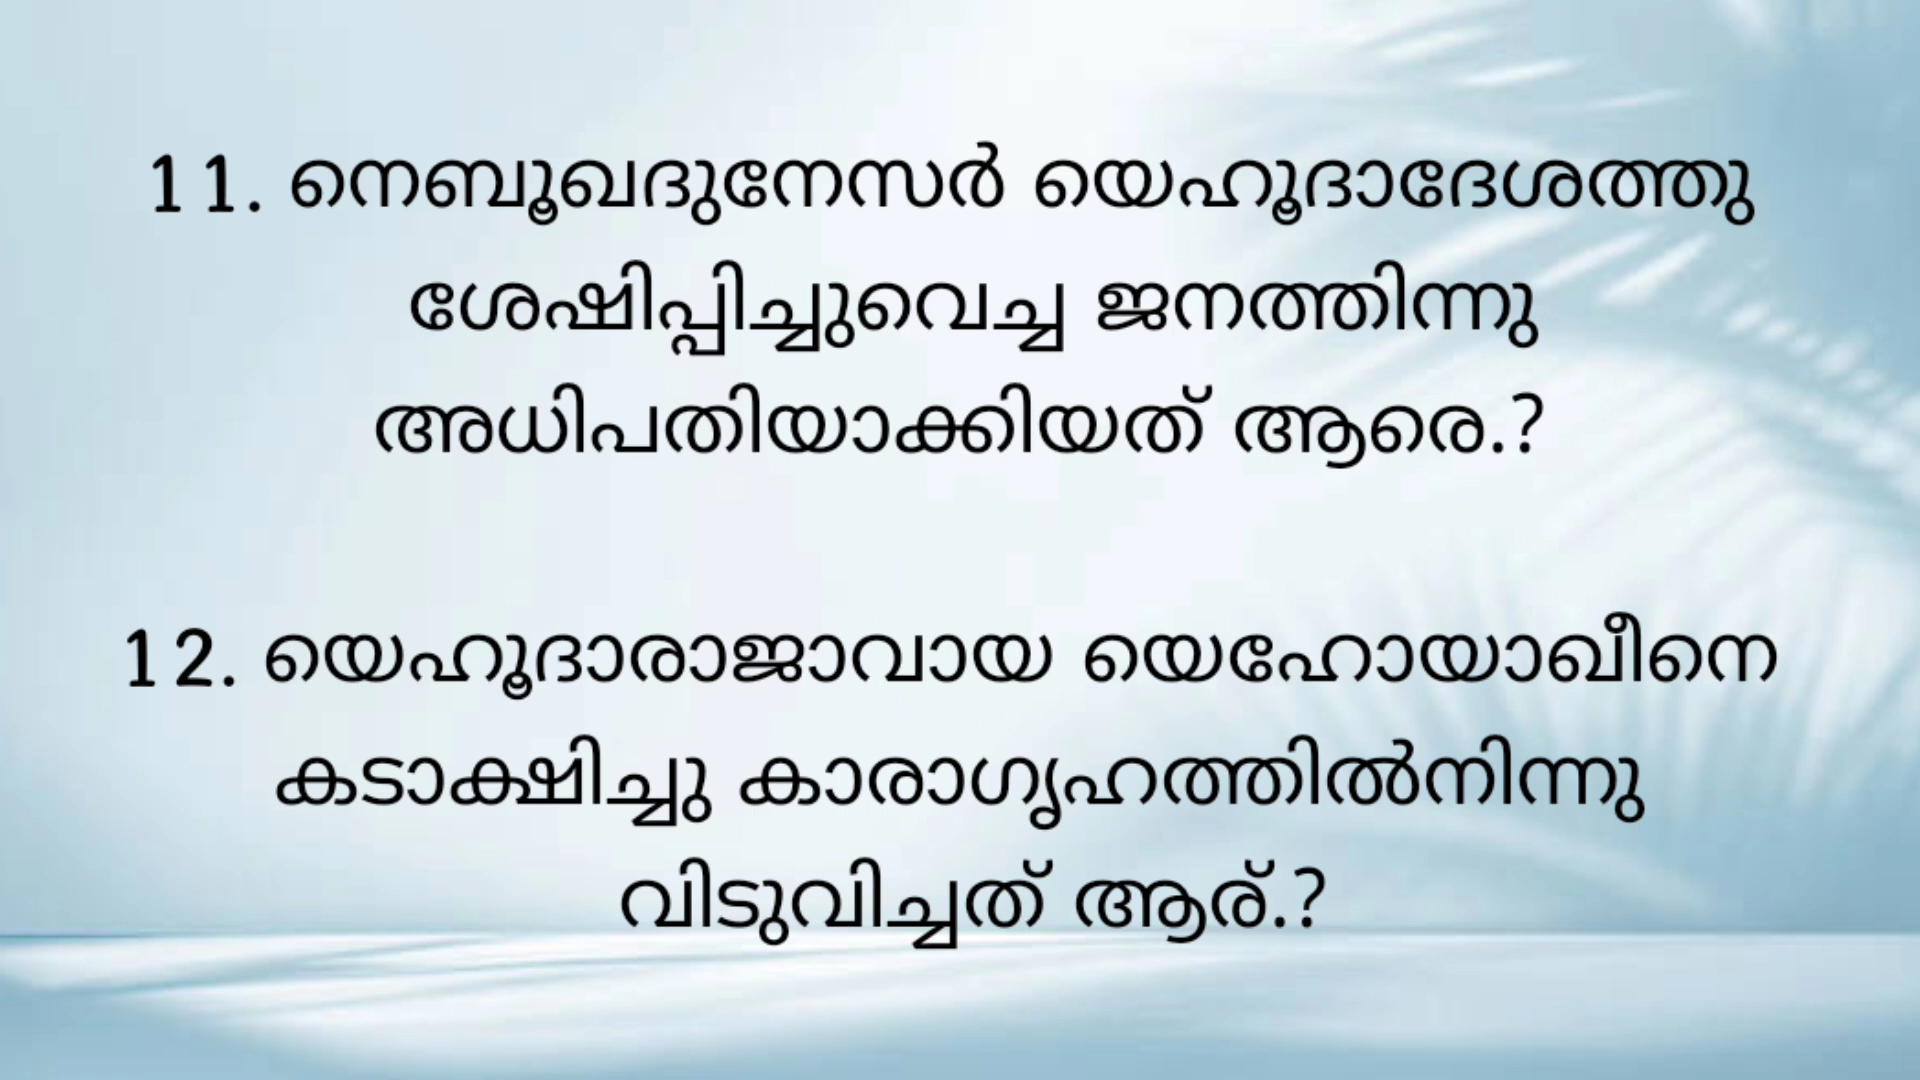 11. നെബൂഖദുനേസർ യെഹൂദാദേശത്തു
ശേഷിപ്പിച്ചുവെച്ച ജനത്തിന്നു
അധിപതിയാക്കിയത് ആരെ.?
12. യെഹൂദാരാജാവായ യെഹോയാഖീനെ
കടാക്ഷിച്ചു കാരാഗൃഹത്തിൽനിന്നു
വിടുവിച്ചത് ആര്.?